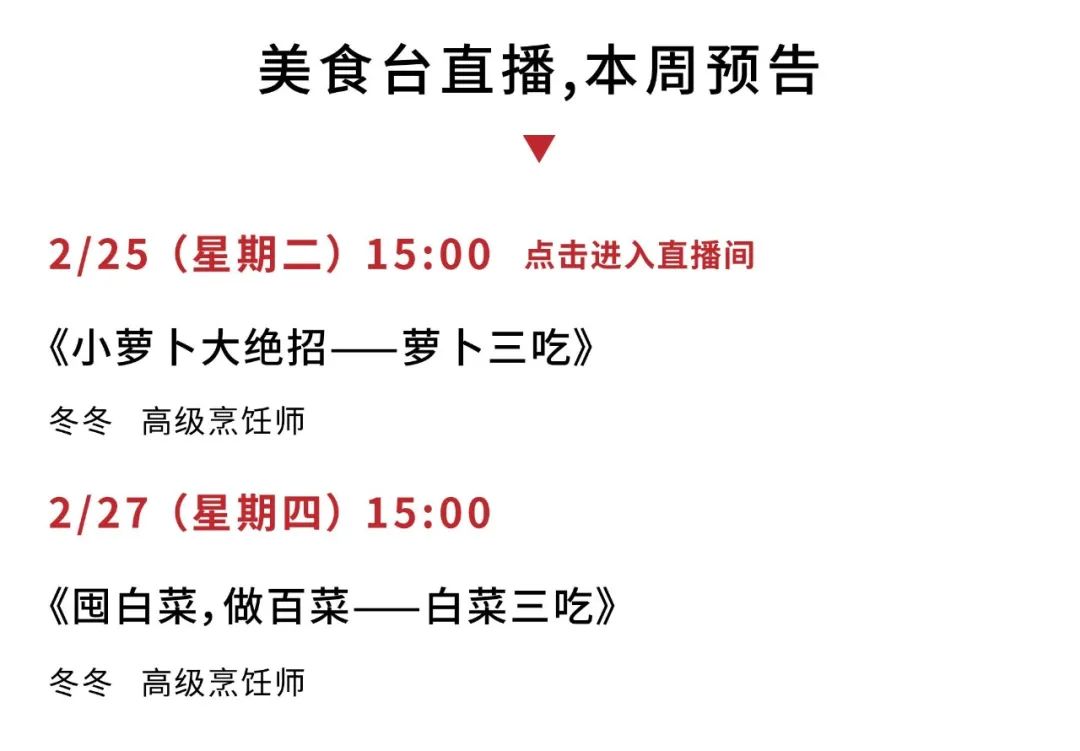 美食台直播,本周预告
2/25（星期二）15:00 点击进入直播间
《小萝卜大绝招——萝卜三吃》
冬冬 高级烹饪师
2/27（星期四）15:00
《囤白菜，做百菜——白菜三吃》
冬冬 高级烹饪师